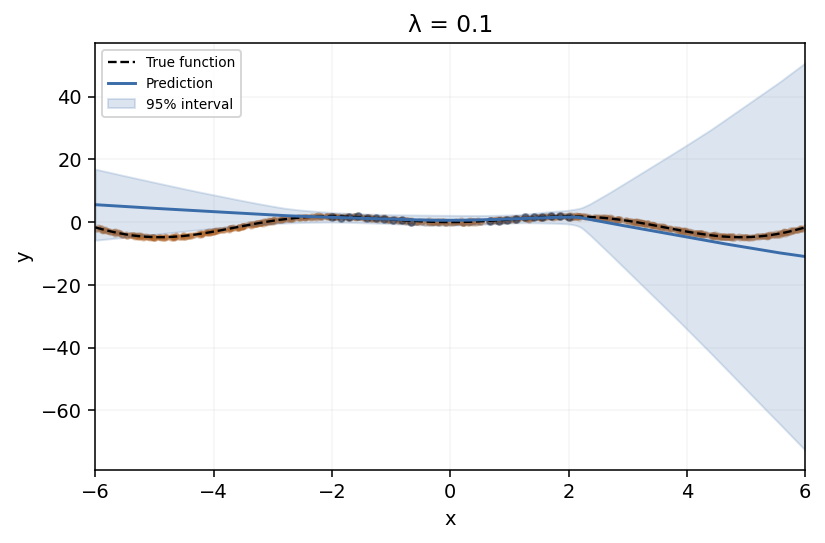 λ = 0.1
True function
Prediction
95% interval
y
40
20
0
−20
−40
−60
−6
−4
−2
0
2
4
6
x